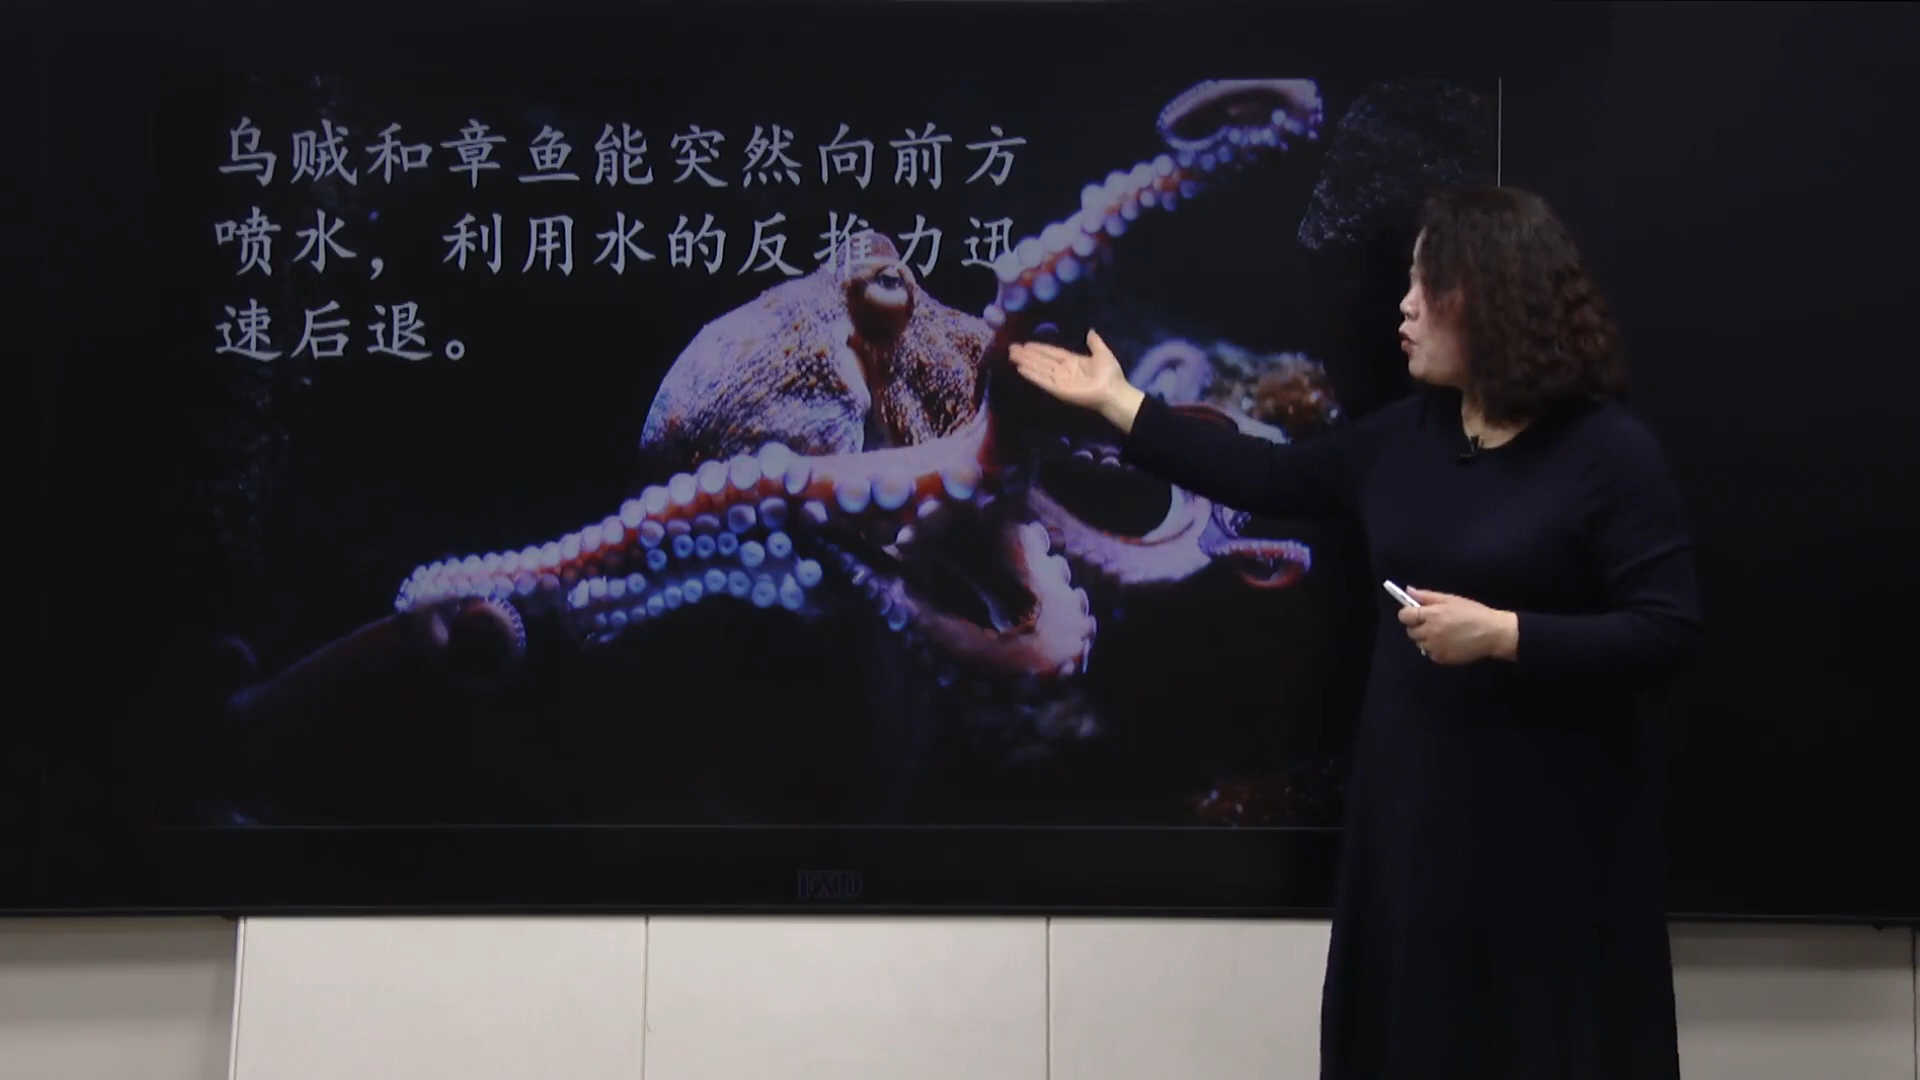 乌贼和章鱼能突然向前方
喷水，利用水的反推力迅
速后退。